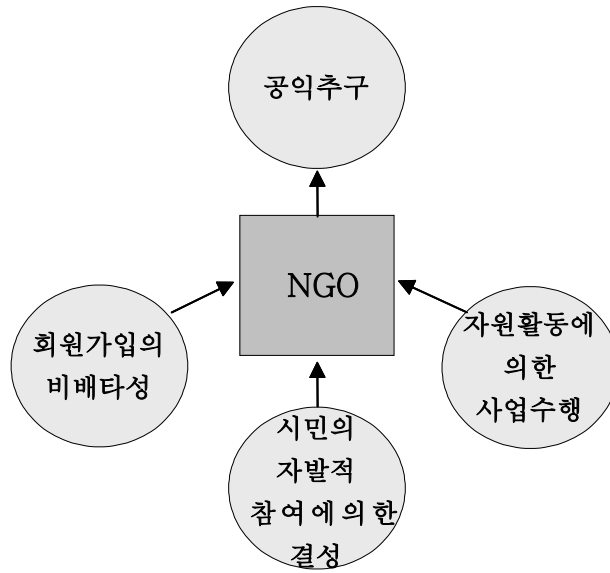 공익추구
NGO
회원가입의
비배타성
자원활동에
의한
사업수행
시민의
자발적
참여에의한
결성